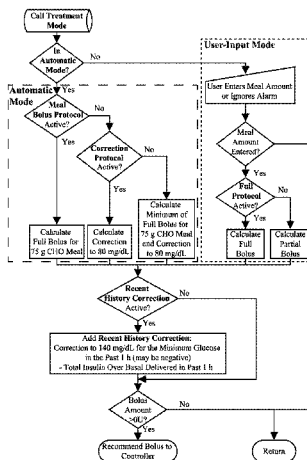 Call Treatment
Mode
In
Automatic
Mode?
No
Yes
User-Input Mode
User Enters Meal Amount
or Ignores Alarm
Automatic
Mode
Meal
Bolus Protocol
Active?
No
Yes
Correction
Protocol
Active?
No
Yes
Meal
Amount
Entered?
No
Yes
Full
Protocol
Active?
No
Yes
Calculate
Full Bolus for
75 g CHO Meal
Calculate
Correction to
80 mg/dL
Calculate
Minimum of
Full Bolus for
75 g CHO Meal
and Correction to
80 mg/dL
Calculate
Full
Bolus
Calculate
Partial
Bolus
Recent
History Correction
Active?
No
Yes
Add Recent History Correction:
Correction to 140 mg/dL for the Minimum Glucose
in the Past 1 h (may be negative)
- Total Insulin Over Basal Delivered in Past 1 h
Bolus
Amount
>0U?
No
Yes
Recommend Bolus to
Controller
Return